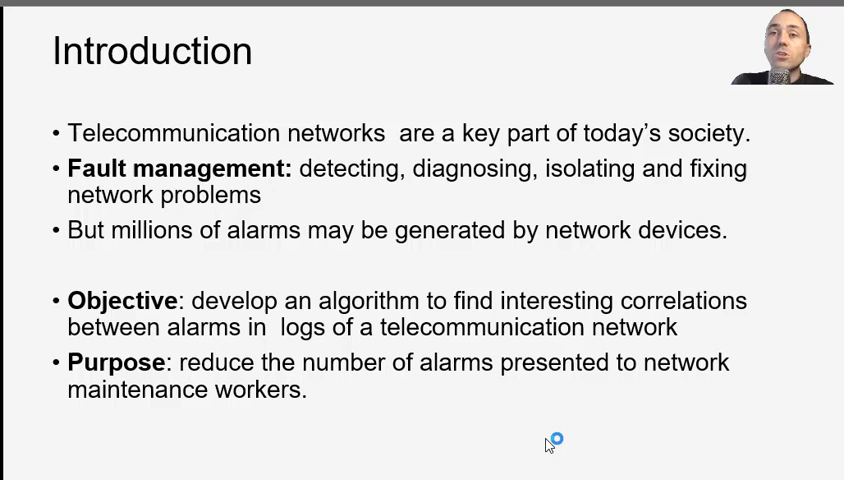 Introduction
• Telecommunication networks  are a key part of today's society.
• Fault management: detecting, diagnosing, isolating and fixing
network problems
• But millions of alarms may be generated by network devices.
• Objective: develop an algorithm to find interesting correlations
between alarms in  logs of a telecommunication network
• Purpose: reduce the number of alarms presented to network
maintenance workers.